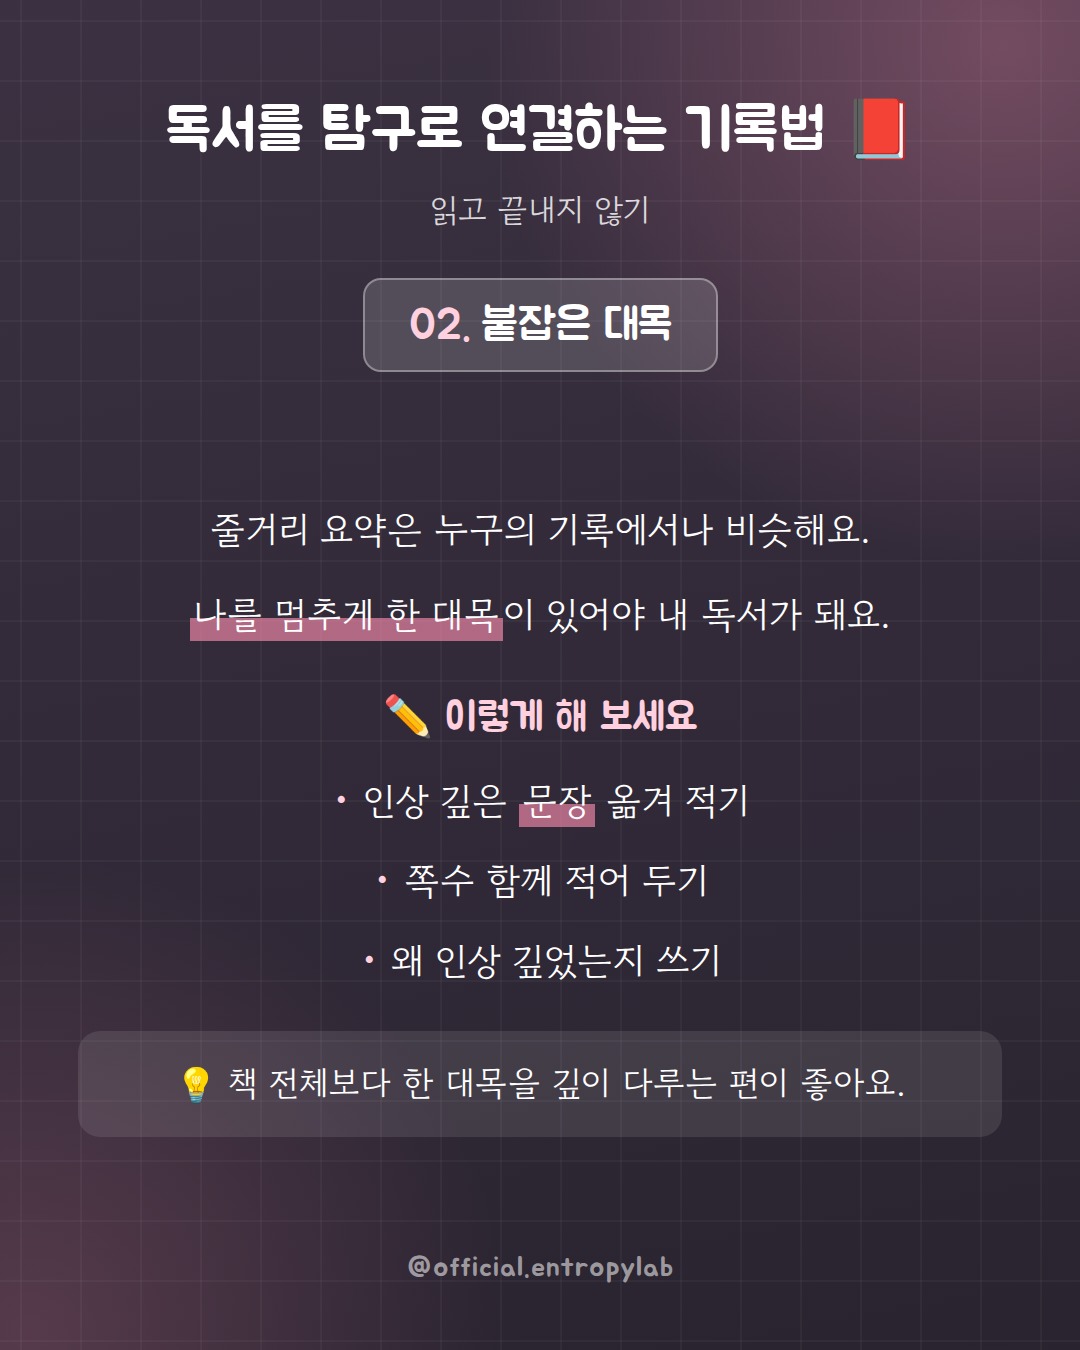 독서를 탐구로 연결하는 기록법 📕
읽고 끝내지 않기
02. 붙잡은 대목
줄거리 요약은 누구의 기록에서나 비슷해요.
나를 멈추게 한 대목이 있어야 내 독서가 돼요.
✏️ 이렇게 해 보세요
• 인상 깊은 문장 옮겨 적기
• 쪽수 함께 적어 두기
• 왜 인상 깊었는지 쓰기
💡 책 전체보다 한 대목을 깊이 다루는 편이 좋아요.
@official.entropylab